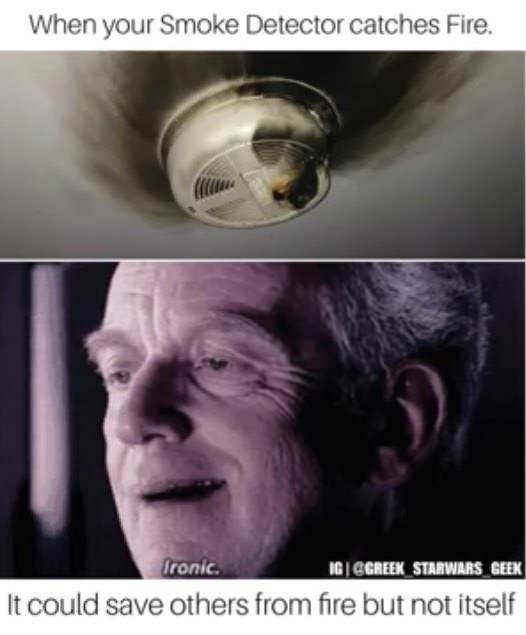 When your Smoke Detector catches Fire.
Ironic.
IG | @GREEK_STARWARS_GEEK
It could save others from fire but not itself